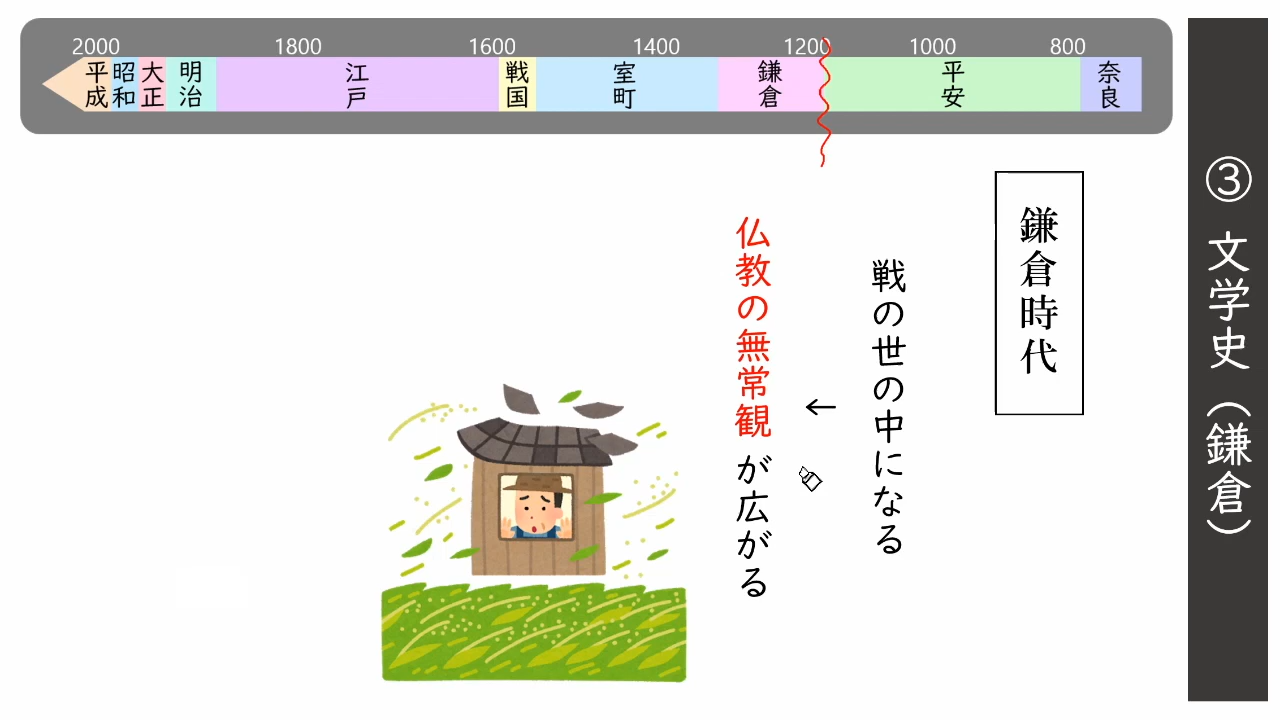 2000 1800 1600 1400 1200 1000 800
平成 昭和 大正 明治 江戸 戦国 室町 鎌倉 平安 奈良
③ 文学史（鎌倉）
鎌倉時代
戦の世の中になる
←
仏教の無常観が広がる